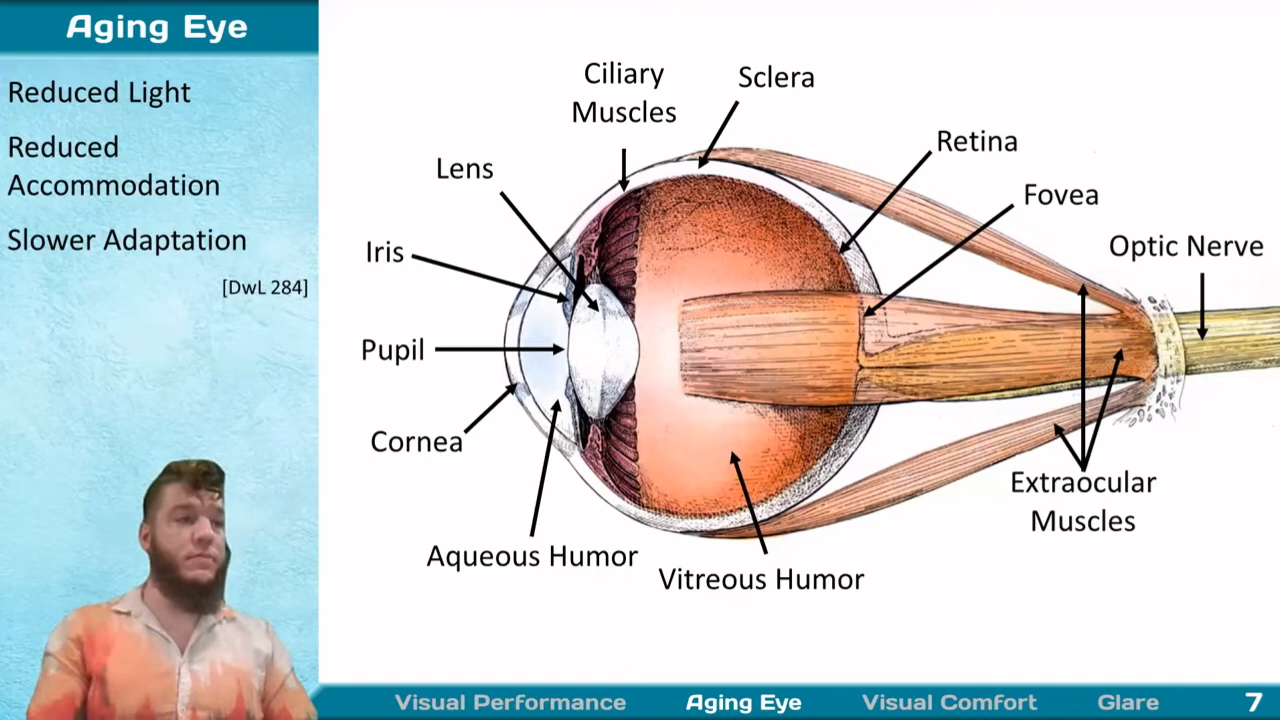 Aging Eye
Reduced Light
Reduced
Accommodation
Slower Adaptation
[DwL 284]
Ciliary
Muscles
Sclera
Lens
Retina
Fovea
Iris
Optic Nerve
Pupil
Cornea
Extraocular
Muscles
Aqueous Humor
Vitreous Humor
Visual Performance Aging Eye Visual Comfort Glare 7